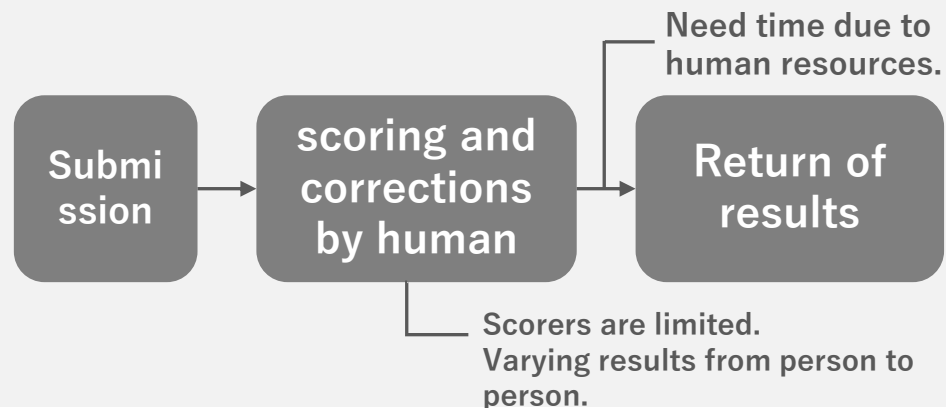 Need time due to
human resources.
Submi
ssion
scoring and
corrections
by human
Return of
results
Scorers are limited.
Varying results from person to
person.